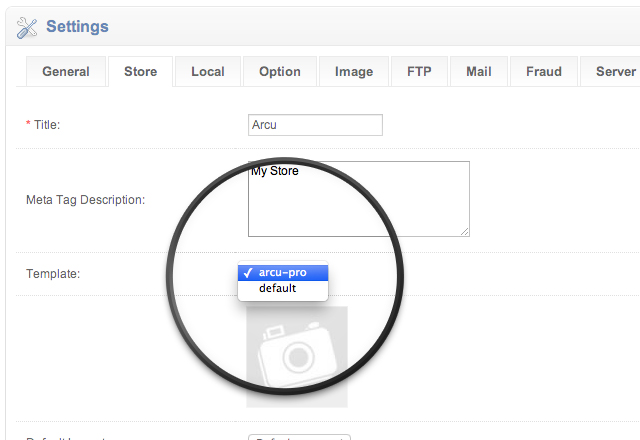 Settings
General Store Local Option Image FTP Mail Fraud Server
* Title: Arcu
Meta Tag Description: My Store
Template: ✓ arcu-pro
default